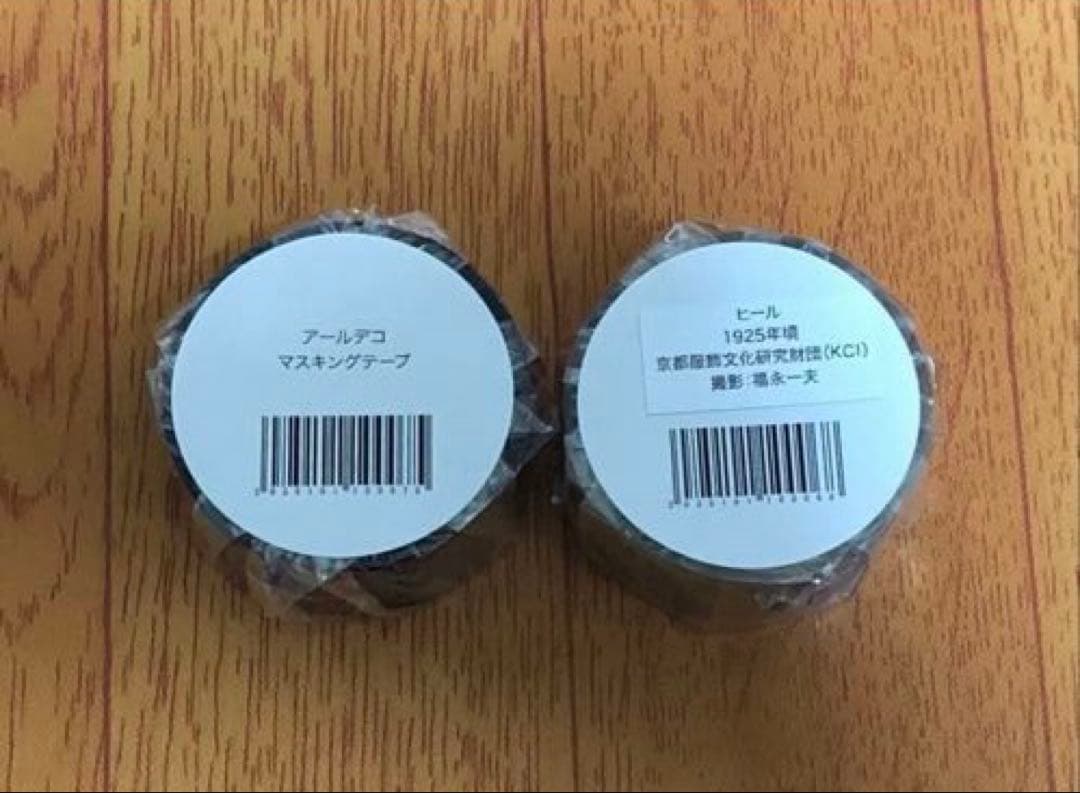 アールデコ
マスキングテープ
ヒール
1925年頃
京都服飾文化研究財団(KCI)
撮影:福永一夫